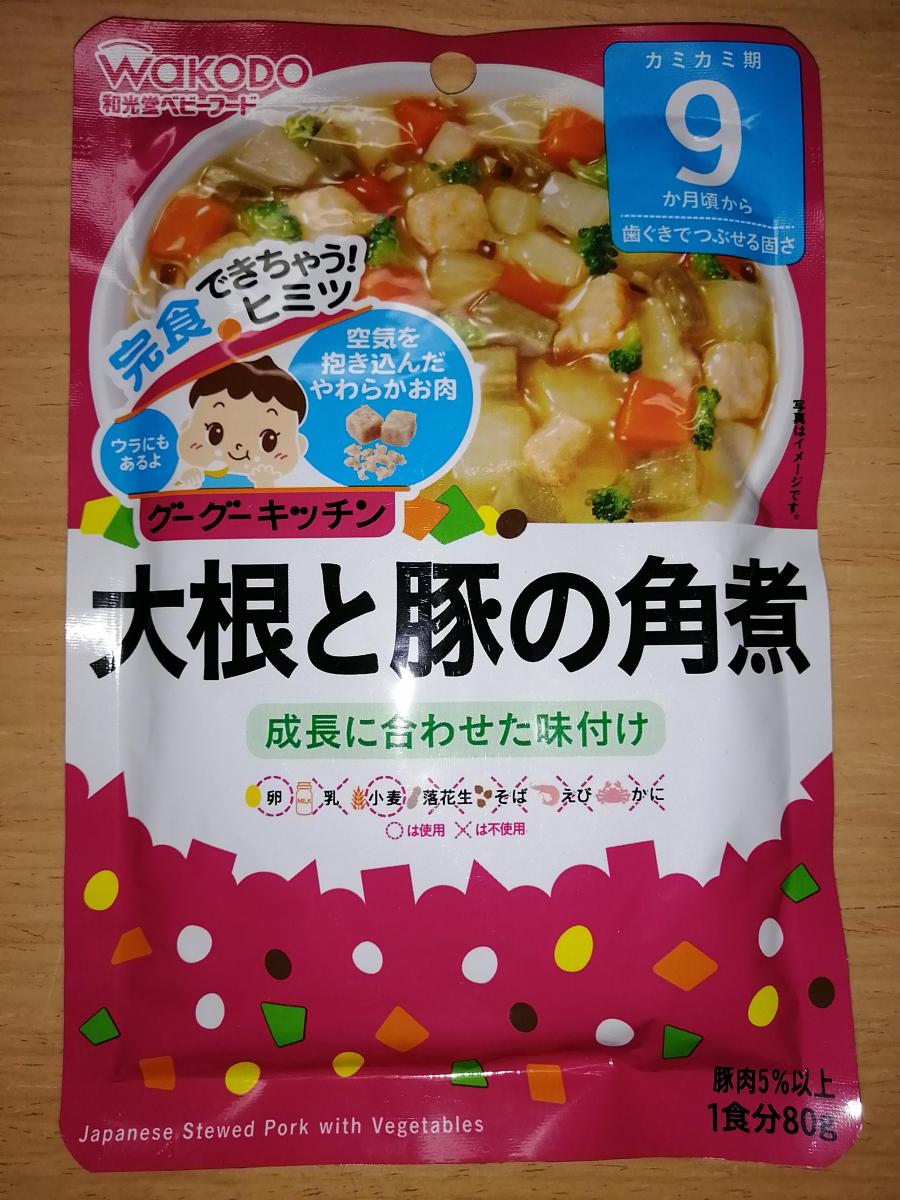 WaKODO
和光堂ベビーフード
カミカミ期
9
か月頃から
歯ぐきでつぶせる固さ
完食できちゃう!
ヒミツ
空気を
抱き込んだ
やわらかお肉
ウラにも
あるよ
写真はイメージです。
グーグーキッチン
大根と豚の角煮
成長に合わせた味付け
卵 MILK 乳 小麦 落花生 そば えび かに
は使用 は不使用
豚肉5%以上
1食分80g
Japanese Stewed Pork with Vegetables